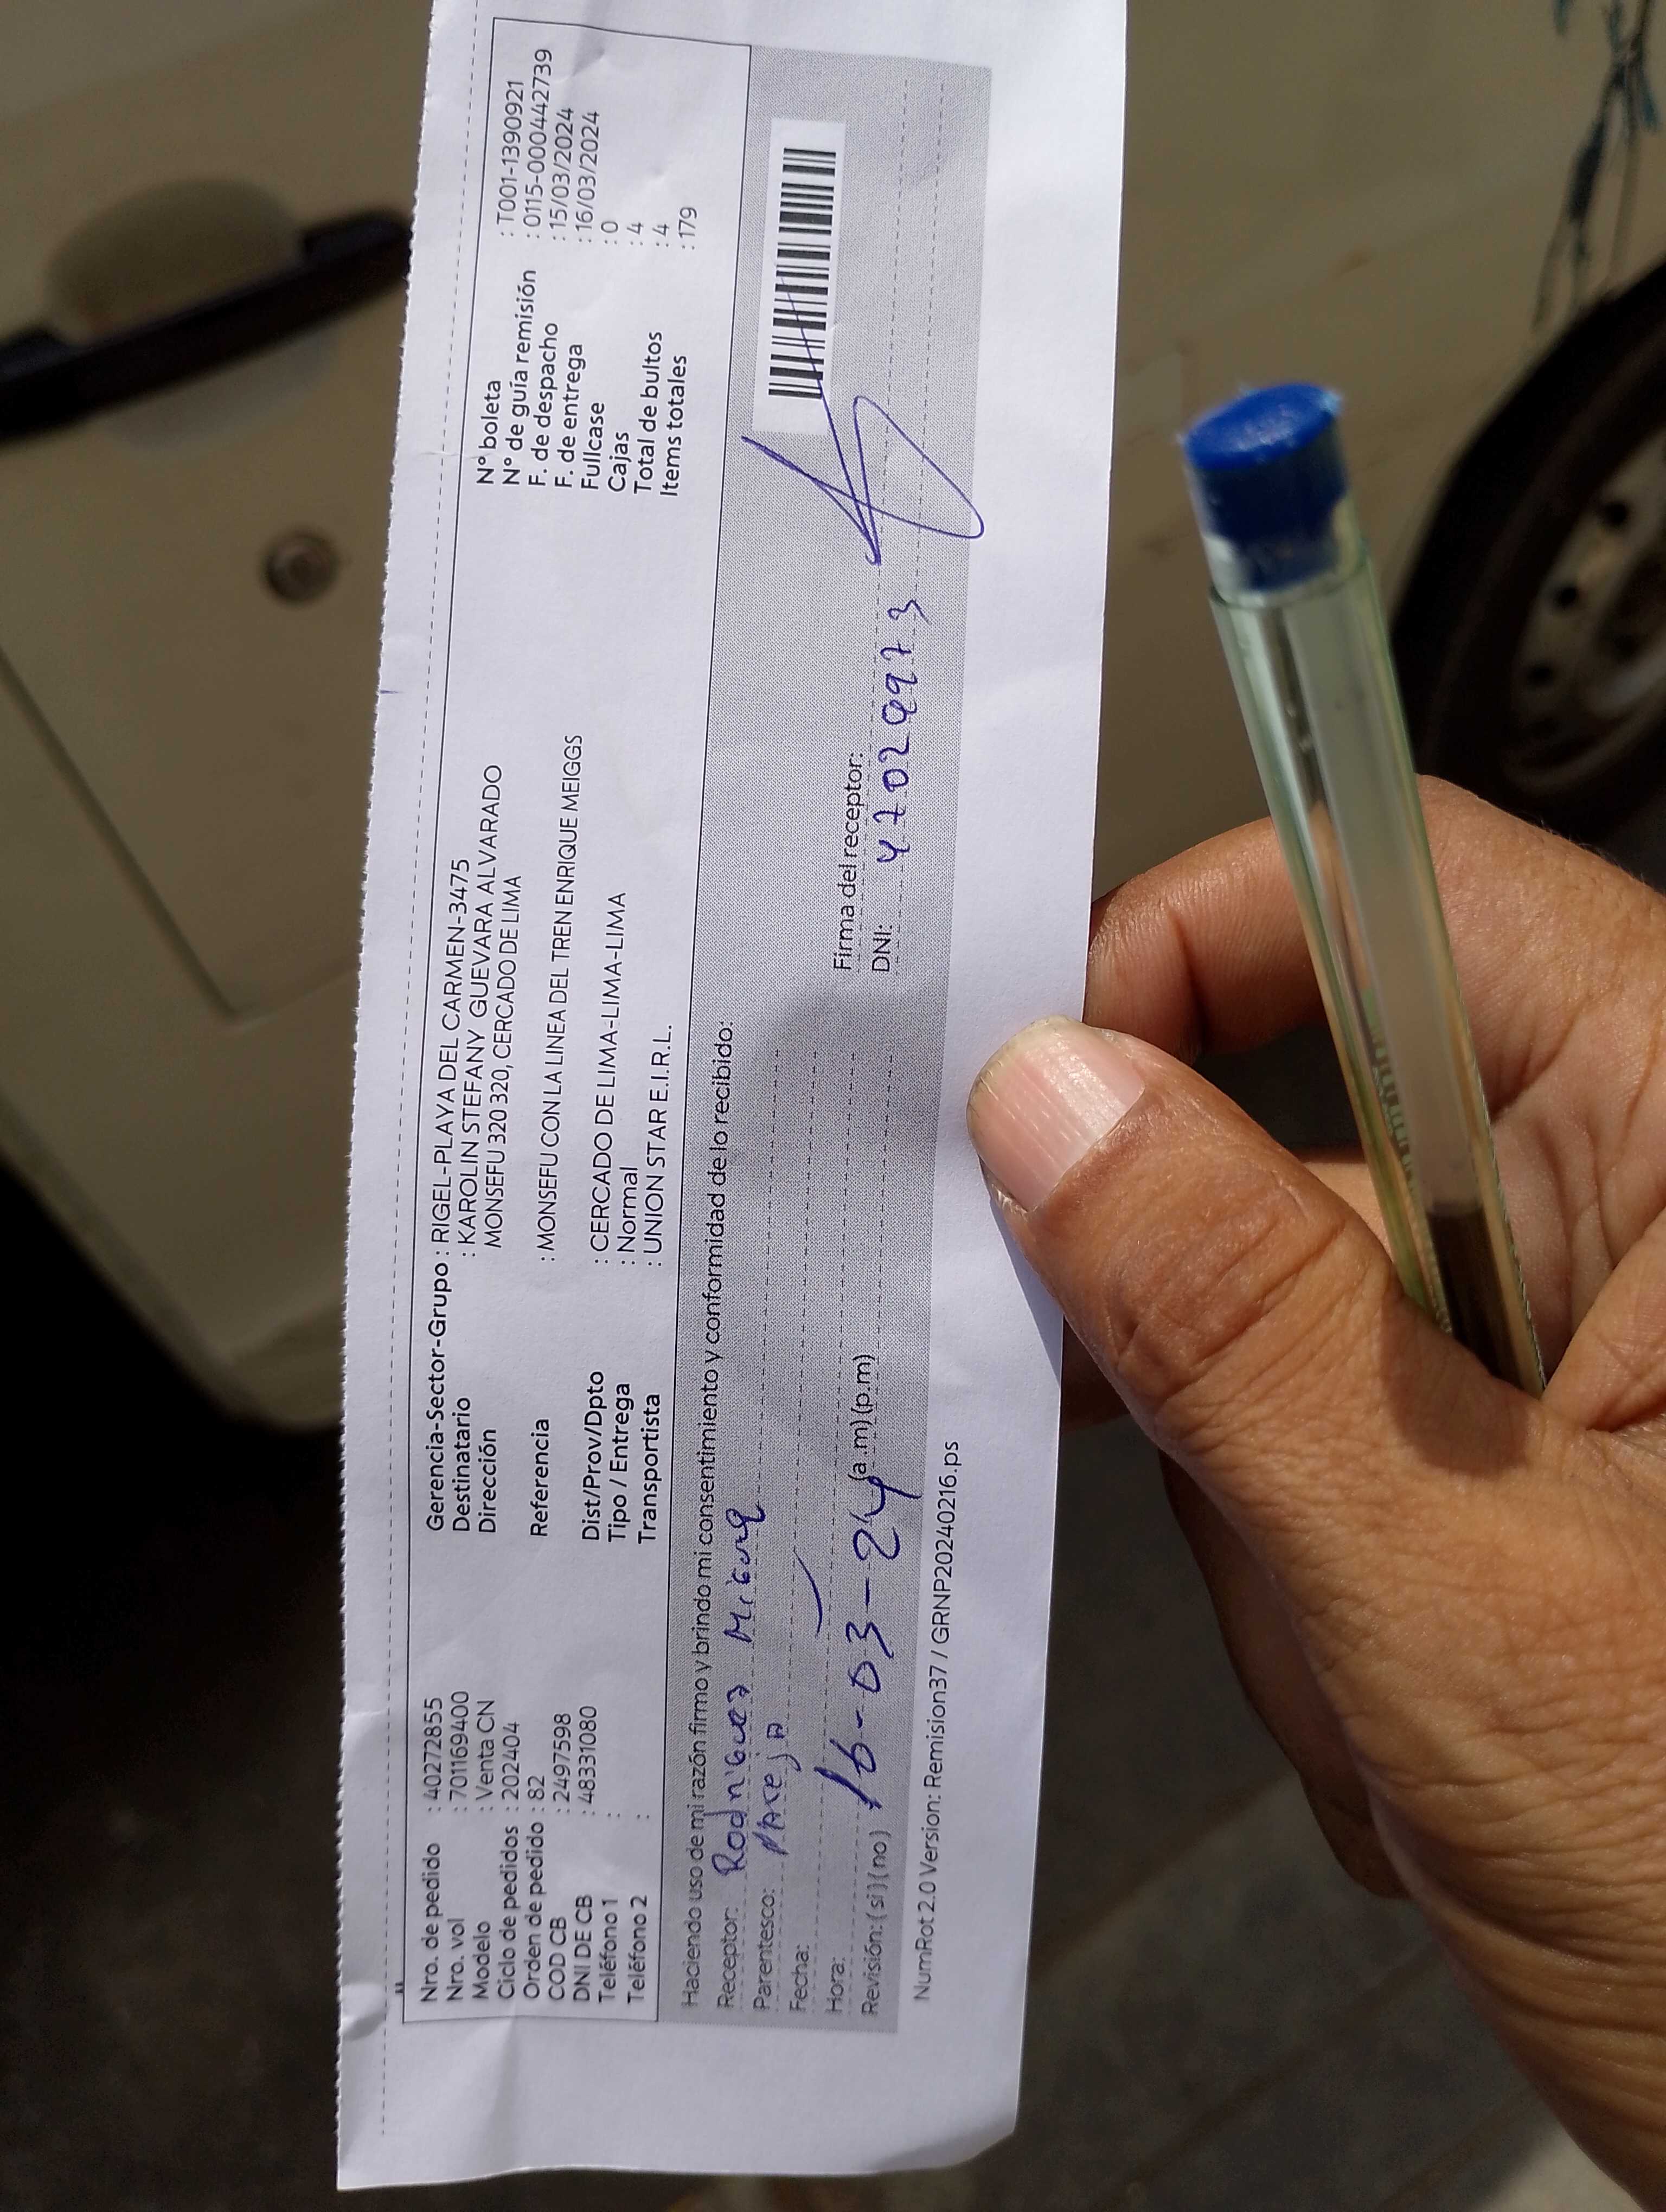 Nro. de pedido : 40272855
Nro. vol : 701169400
Modelo : Venta CN
Ciclo de pedidos : 202404
Orden de pedido : 82
COD CB : 2497598
DNI DE CB : 48331080
Teléfono 1 :
Teléfono 2 :
Gerencia-Sector-Grupo : RIGEL-PLAYA DEL CARMEN-3475
Destinatario : KAROLIN STEFANY GUEVARA ALVARADO
Dirección MONSEFU 320 320, CERCADO DE LIMA
Referencia : MONSEFU CON LA LINEA DEL TREN ENRIQUE MEIGGS
Dist/Prov/Dpto : CERCADO DE LIMA-LIMA-LIMA
Tipo / Entrega : Normal
Transportista : UNION STAR E.I.R.L.
N° boleta : T001-1390921
N° de guía remisión : 0115-0000442739
F. de despacho : 15/03/2024
F. de entrega : 16/03/2024
Fullcase : 0
Cajas : 4
Total de bultos : 4
Items totales : 179
Haciendo uso de mi razón firmo y brindo mi consentimiento y conformidad de lo recibido:
Receptor: Rodriguez
Parentesco: Pareja
Fecha:
Hora: 16-03-24 (a.m)(p.m)
Revisión: (si) (no)
Firma del receptor:
DNI: 47029973
NumRot 2.0 Version: Remision37 / GRNP20240216.ps